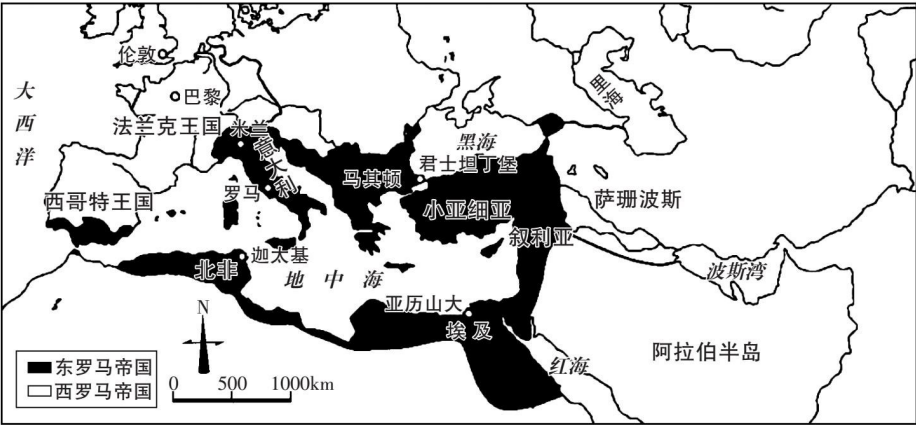 伦敦
大西洋
巴黎
法兰克王国
米兰
意大利
罗马
西哥特王国
马其顿
黑海
君士坦丁堡
里海
小亚细亚
叙利亚
萨珊波斯
波斯湾
迦太基
北非
地中海
亚历山大
埃及
红海
阿拉伯半岛
N
东罗马帝国
西罗马帝国
0 500 1000km